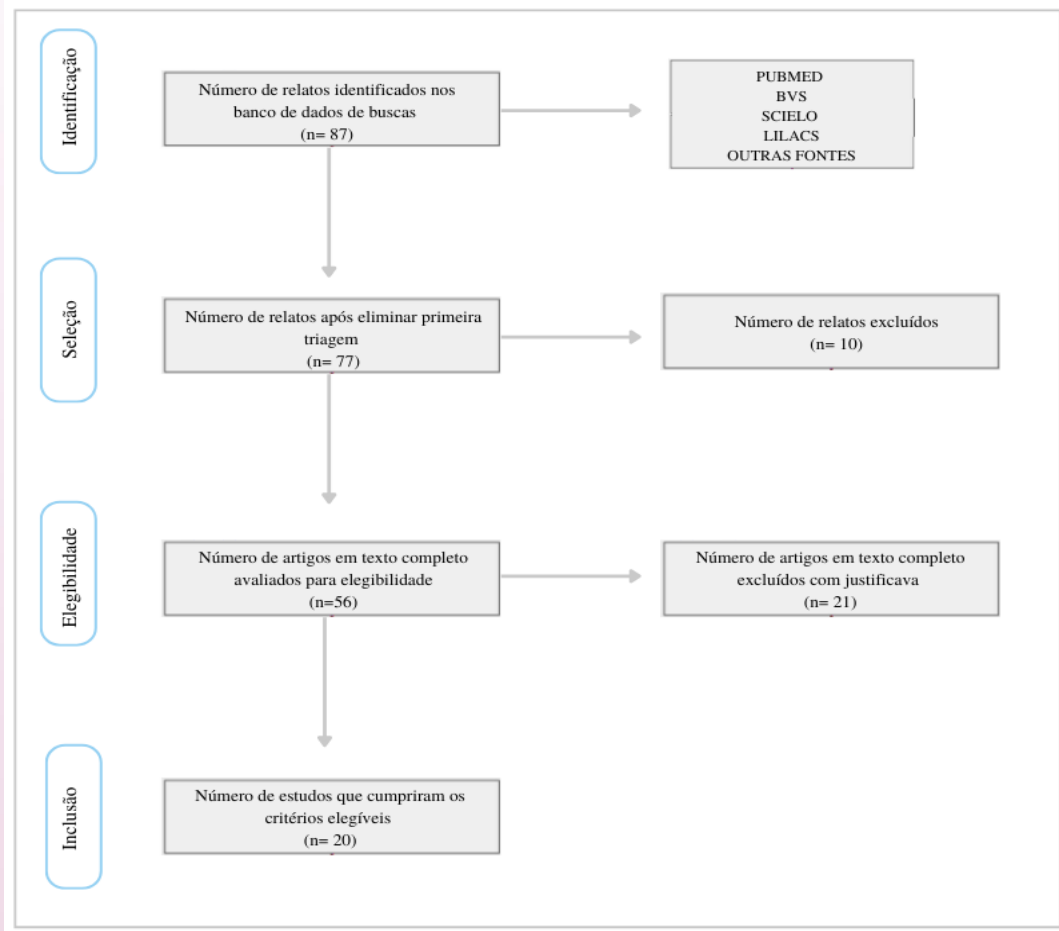 Identificação
Número de relatos identificados nos
banco de dados de buscas
(n= 87)
PUBMED
BVS
SCIELO
LILACS
OUTRAS FONTES
Seleção
Número de relatos após eliminar primeira
triagem
(n= 77)
Número de relatos excluídos
(n= 10)
Elegibilidade
Número de artigos em texto completo
avaliados para elegibilidade
(n=56)
Número de artigos em texto completo
excluídos com justificava
(n= 21)
Inclusão
Número de estudos que cumpriram os
critérios elegíveis
(n= 20)